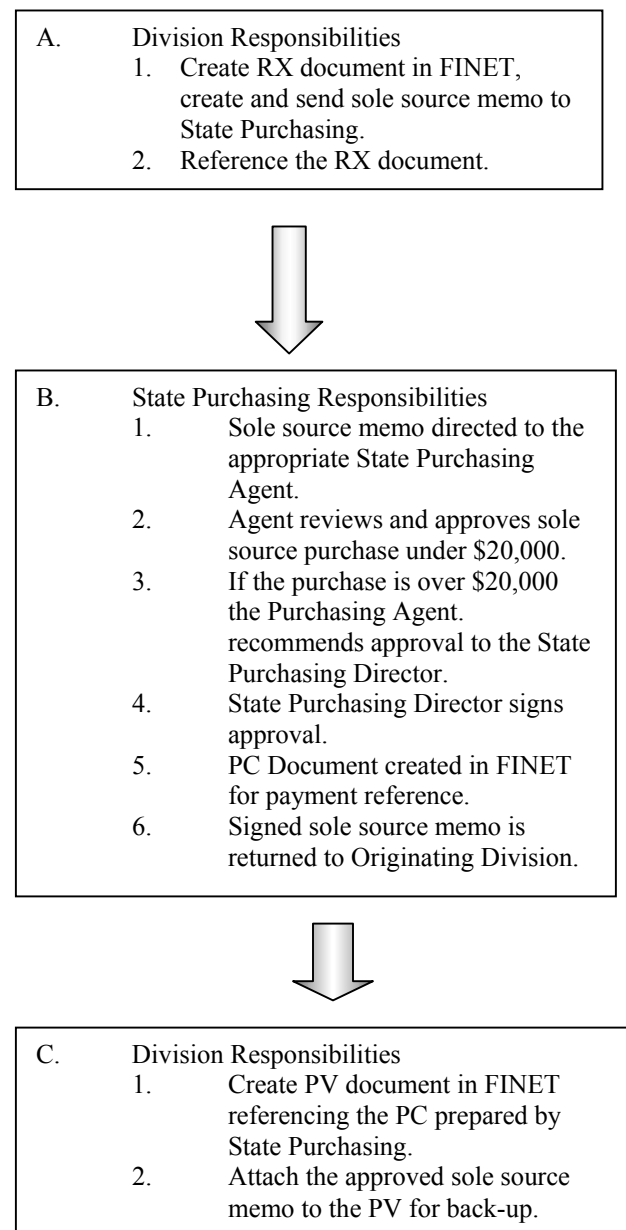 A. Division Responsibilities
1. Create RX document in FINET,
create and send sole source memo to
State Purchasing.
2. Reference the RX document.
B. State Purchasing Responsibilities
1. Sole source memo directed to the
appropriate State Purchasing
Agent.
2. Agent reviews and approves sole
source purchase under $20,000.
3. If the purchase is over $20,000
the Purchasing Agent.
recommends approval to the State
Purchasing Director.
4. State Purchasing Director signs
approval.
5. PC Document created in FINET
for payment reference.
6. Signed sole source memo is
returned to Originating Division.
C. Division Responsibilities
1. Create PV document in FINET
referencing the PC prepared by
State Purchasing.
2. Attach the approved sole source
memo to the PV for back-up.